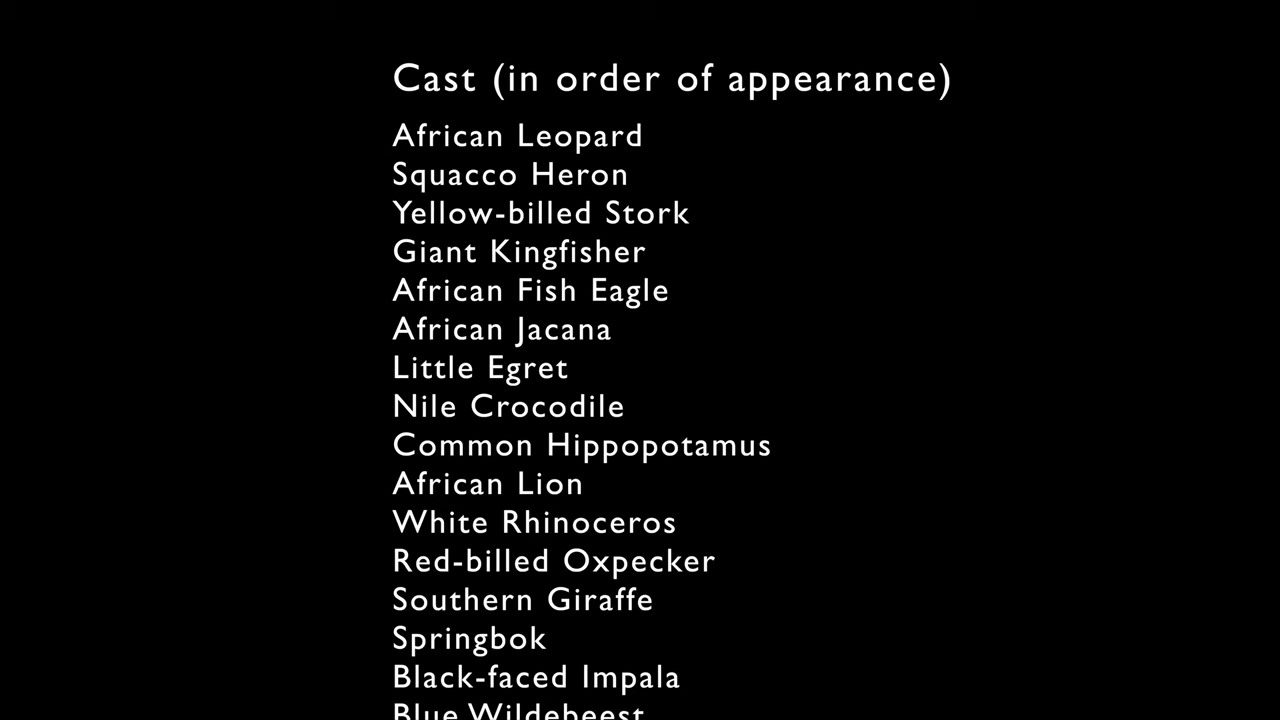 Cast (in order of appearance)
African Leopard
Squacco Heron
Yellow-billed Stork
Giant Kingfisher
African Fish Eagle
African Jacana
Little Egret
Nile Crocodile
Common Hippopotamus
African Lion
White Rhinoceros
Red-billed Oxpecker
Southern Giraffe
Springbok
Black-faced Impala
Blue Wildebeest